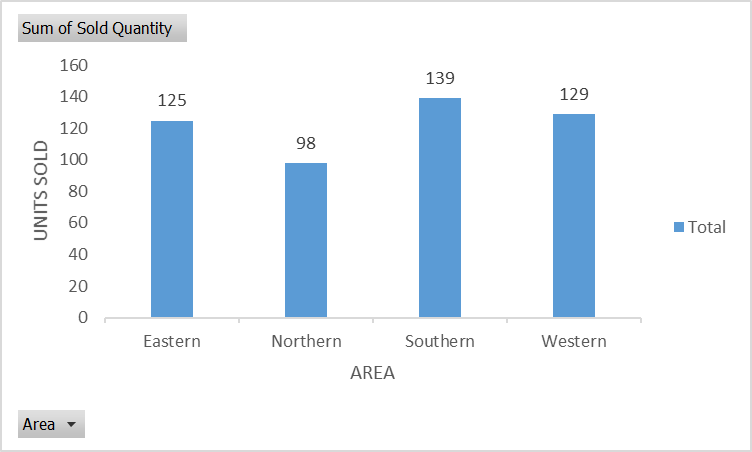 Sum of Sold Quantity
160
140
120
100
80
60
40
20
0
UNITS SOLD
125
98
139
129
Total
Eastern Northern Southern Western
AREA
Area